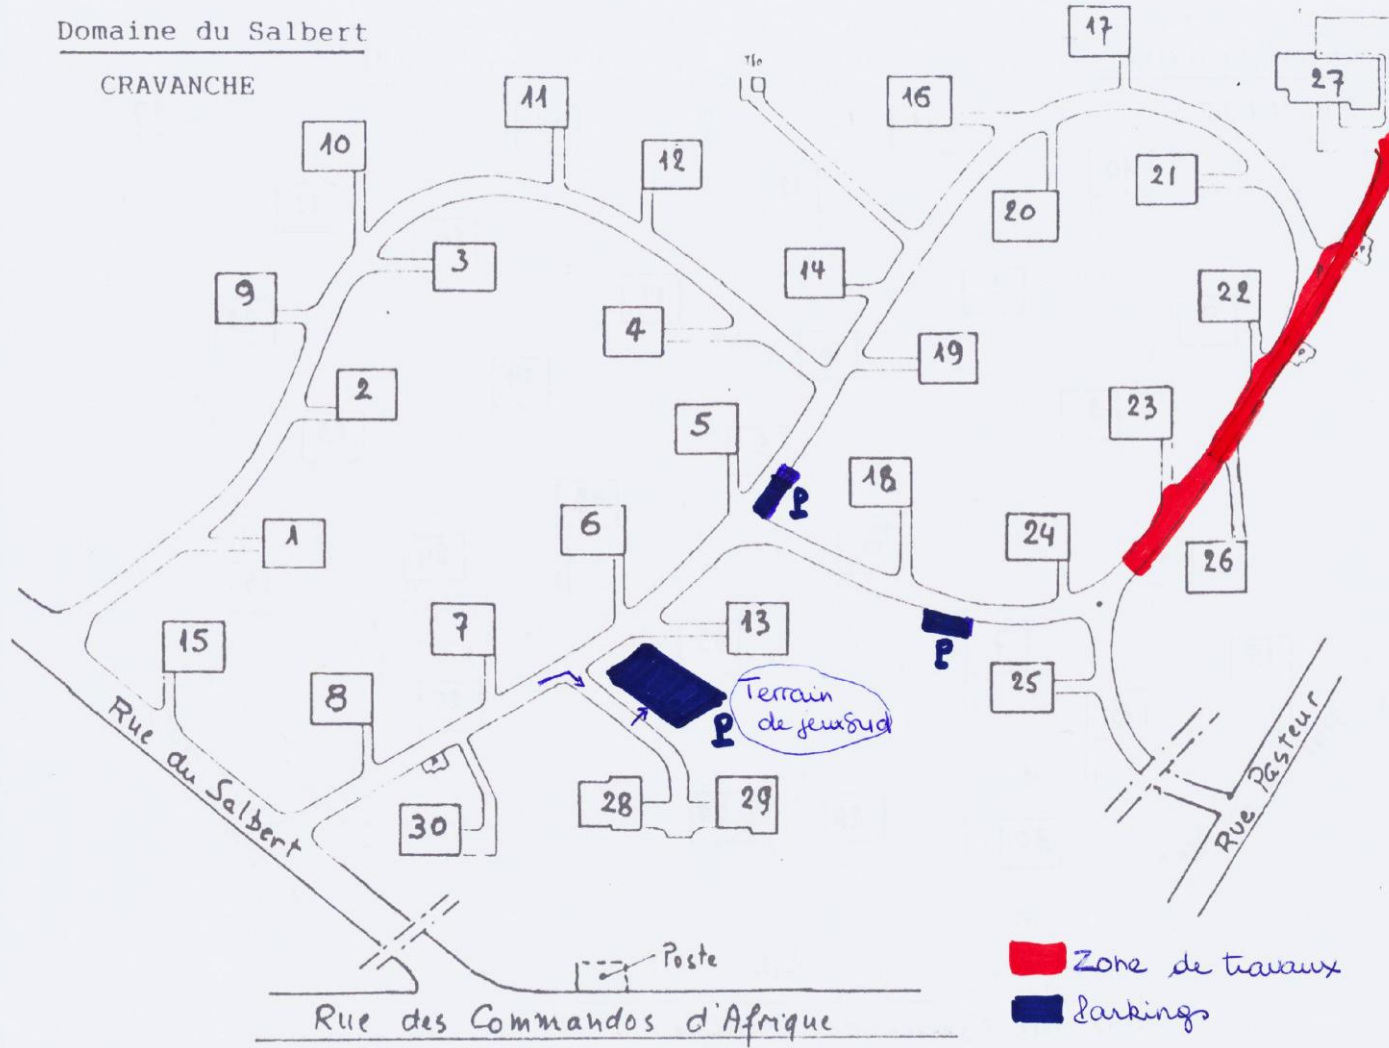 Domaine du Salbert
CRAVANCHE
17
27
11
16
10
12
21
20
3
14
9
22
4
19
2
23
5
18
P
6
24
1
26
7
13
15
P
25
8
Terrain
de jeux Sud
P
Rue du Salbert
28
29
30
Rue Pasteur
Poste
Zone de travaux
Parkings
Rue des Commandos d'Afrique